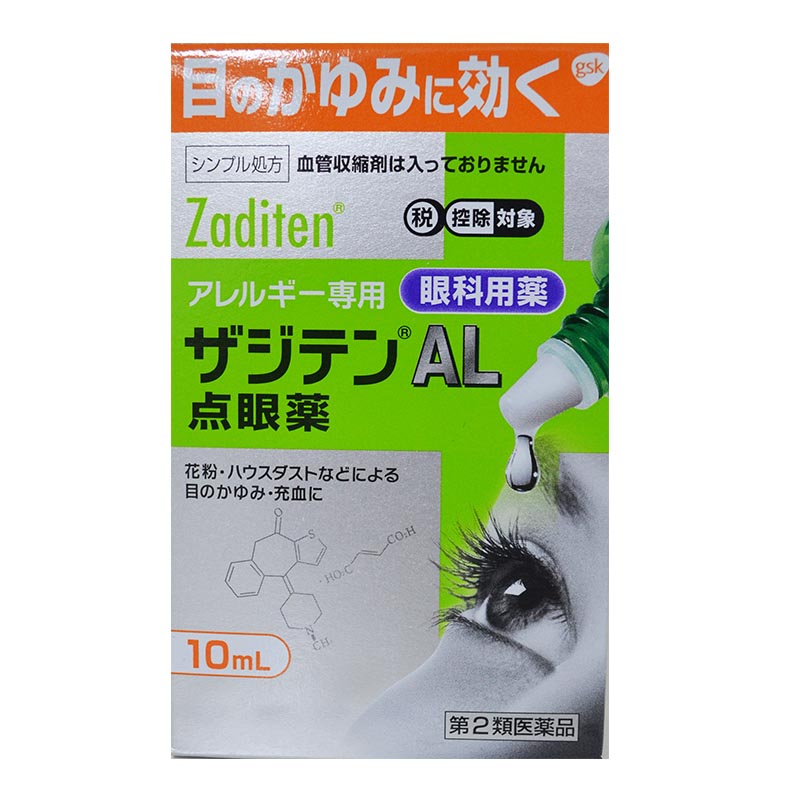 目のかゆみに効く
gsk
シンプル処方 血管収縮剤は入っておりません
Zaditen®
税 控除 対象
アレルギー専用 眼科用薬
ザジテン®AL
点眼薬
花粉・ハウスダストなどによる
目のかゆみ・充血に
O
S
CO₂H
HO₂C
N
CH₃
10mL
第2類医薬品